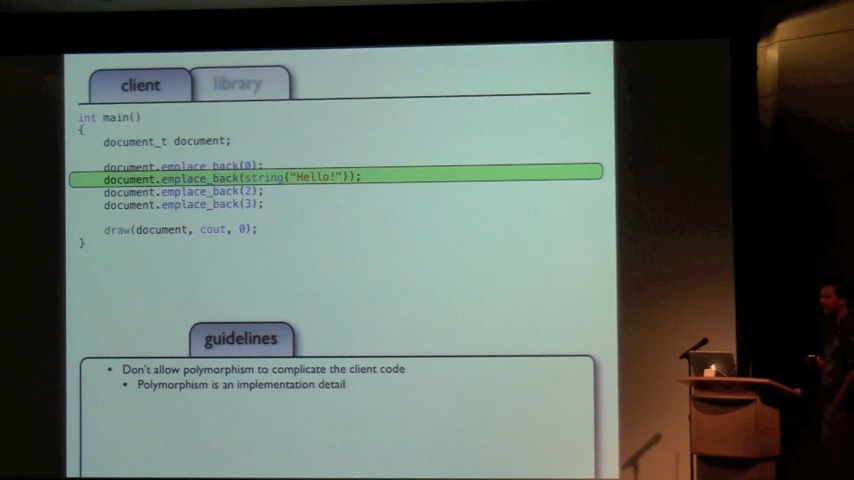 client
library
int main()
{
document_t document;
document.emplace_back(0);
document.emplace_back(string("Hello!"));
document.emplace_back(2);
document.emplace_back(3);
draw(document, cout, 0);
}
guidelines
• Don't allow polymorphism to complicate the client code
• Polymorphism is an implementation detail